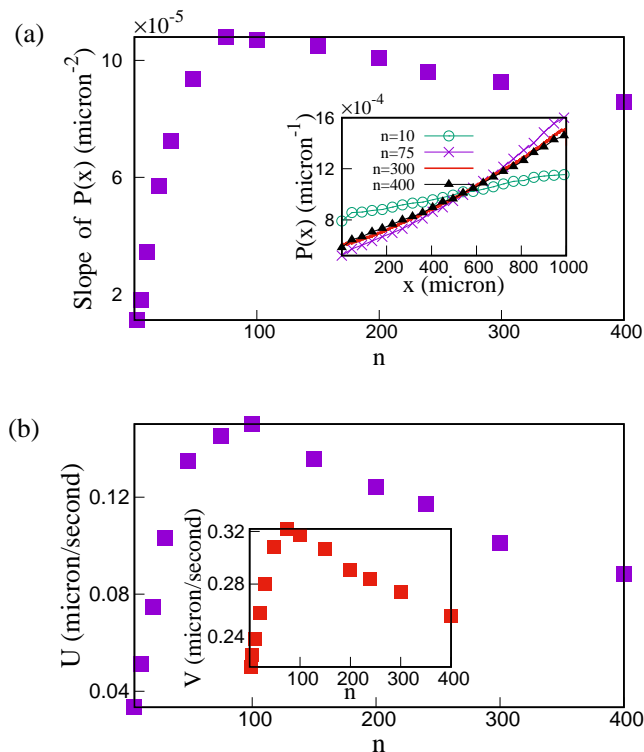 (a)
×10⁻⁵
10
6
2
Slope of P(x) (micron⁻²)
100
200
300
400
n
×10⁻⁴
16
12
8
P(x) (micron⁻¹)
n=10
n=75
n=300
n=400
200
400
600
800
1000
x (micron)
(b)
0.12
0.08
0.04
U (micron/second)
100
200
300
400
n
0.32
0.28
0.24
V (micron/second)
100
200
300
400
n